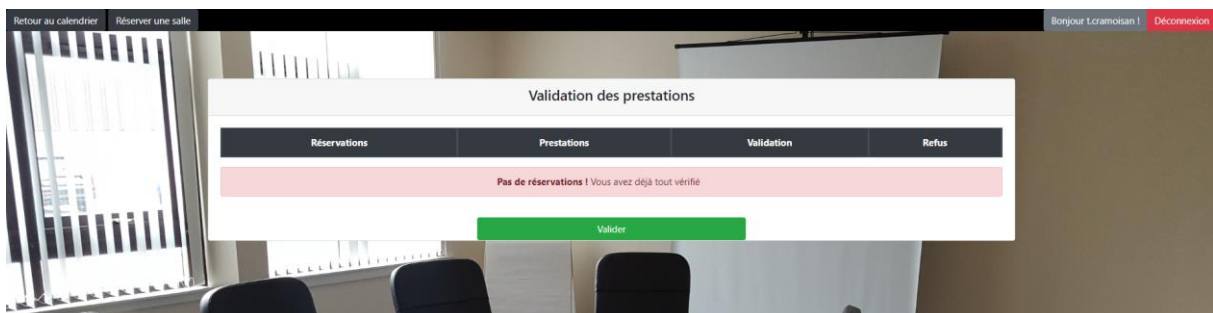 Retour au calendrier Réserver une salle Bonjour t.cramoisan ! Déconnexion
Validation des prestations
Réservations Prestations Validation Refus
Pas de réservations ! Vous avez déjà tout vérifié
Valider